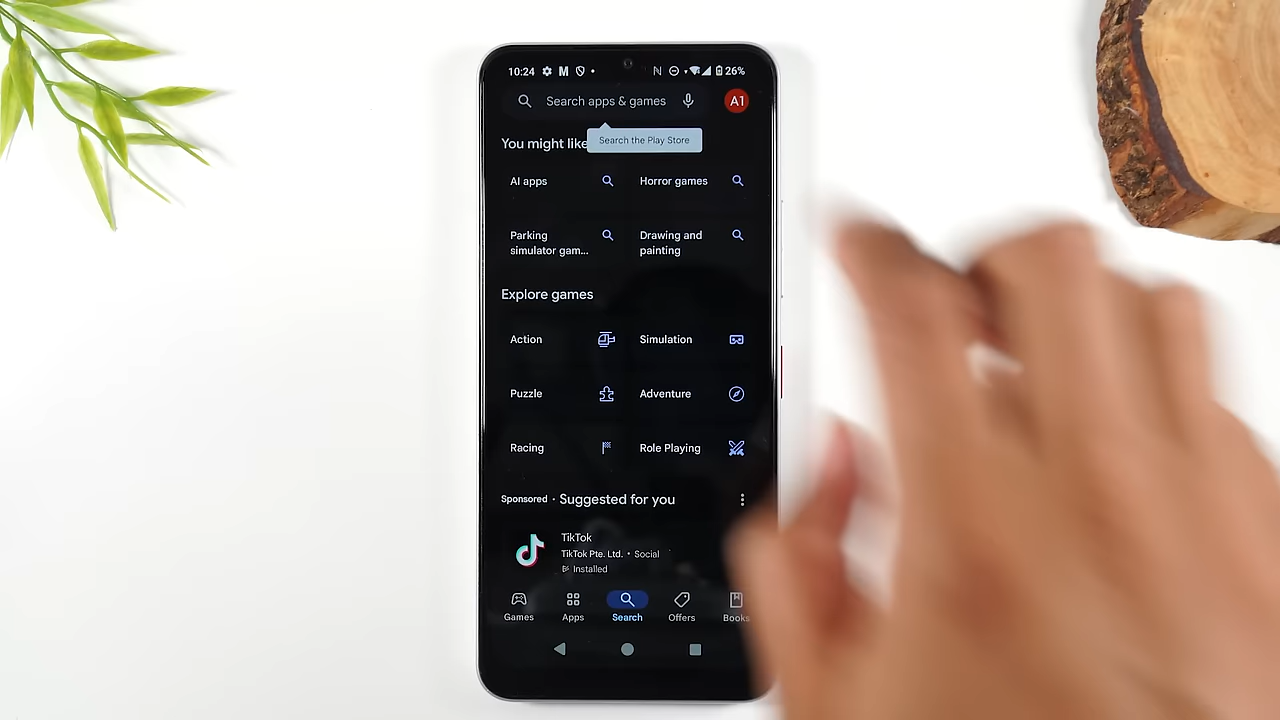 10:24 M 26%
Search apps & games A1
Search the Play Store
You might like
AI apps Horror games
Parking simulator gam... Drawing and painting
Explore games
Action Simulation
Puzzle Adventure
Racing Role Playing
Sponsored · Suggested for you
TikTok
TikTok Pte. Ltd. • Social
Installed
Games Apps Search Offers Books